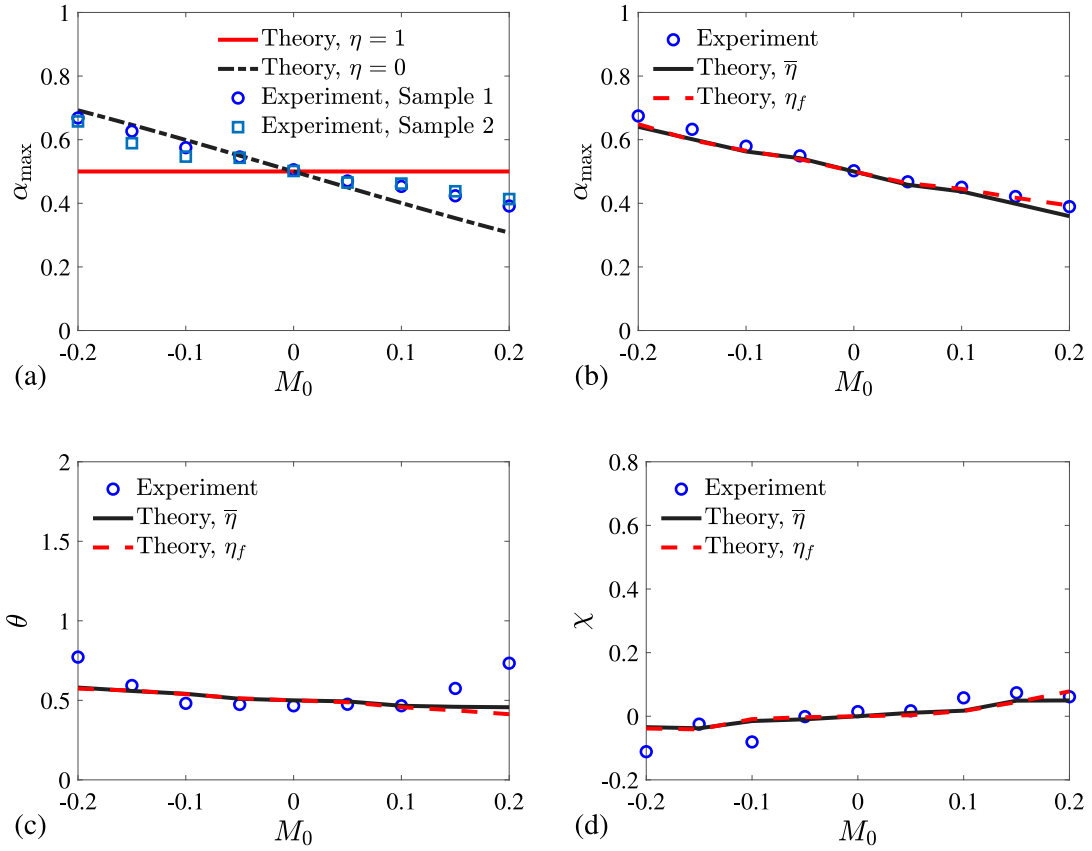 1
0.8
0.6
0.4
0.2
0
α_max
Theory, η = 1
Theory, η = 0
Experiment, Sample 1
Experiment, Sample 2
-0.2 -0.1 0 0.1 0.2
(a) M₀
1
0.8
0.6
0.4
0.2
0
α_max
Experiment
Theory, η̅
Theory, η_f
-0.2 -0.1 0 0.1 0.2
(b) M₀
2
1.5
1
0.5
0
θ
Experiment
Theory, η̅
Theory, η_f
-0.2 -0.1 0 0.1 0.2
(c) M₀
0.8
0.6
0.4
0.2
0
-0.2
χ
Experiment
Theory, η̅
Theory, η_f
-0.2 -0.1 0 0.1 0.2
(d) M₀